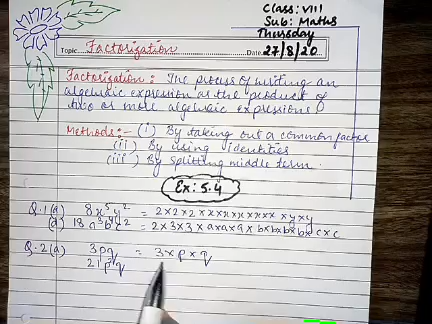 Class: VIII
Sub: Maths
Thursday
Topic Factorization Date 27/8/20
Factorization: The process of writing an
algebraic expression as the product of
two or more algebraic expressions
Methods:- (i) By taking out a common factor
(ii) By using identities
(iii) By splitting middle term.
Ex: 5.4
Q.1(a) 8x⁵y² = 2×2×2×x×x×x×x×x×y×y
(d) 18a³b⁴c² = 2×3×3×a×a×a×b×b×b×b×c×c
Q.2(a) 3pq = 3×p×q
21p²q